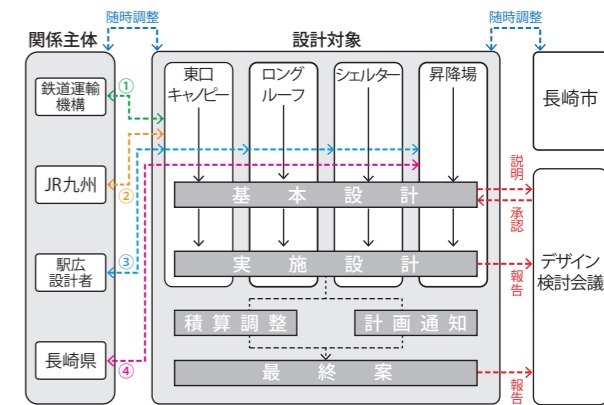 随時調整
随時調整
関係主体
設計対象
鉄道運輸
機構
JR九州
駅広
設計者
長崎県
①
②
③
④
東口
キャノピー
ロング
ルーフ
シェルター
昇降場
基本設計
実施設計
積算調整
計画通知
最終案
長崎市
説明
承認
報告
報告
デザイン
検討会議